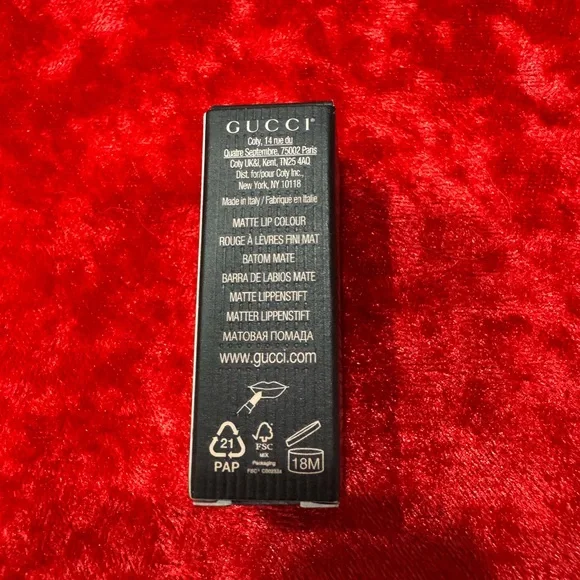 GUCCI®
Coty, 14 rue du
Quatre Septembre, 75002 Paris
Coty UK&I, Kent, TN25 4AQ
Dist. for/pour Coty Inc.,
New York, NY 10118
Made in Italy / Fabriqué en Italie
MATTE LIP COLOUR
ROUGE À LÈVRES FINI MAT
BATOM MATE
BARRA DE LABIOS MATE
MATTE LIPPENSTIFT
MATTER LIPPENSTIFT
МАТОВАЯ ПОМАДА
www.gucci.com
21
PAP
FSC
MIX
Packaging
18M